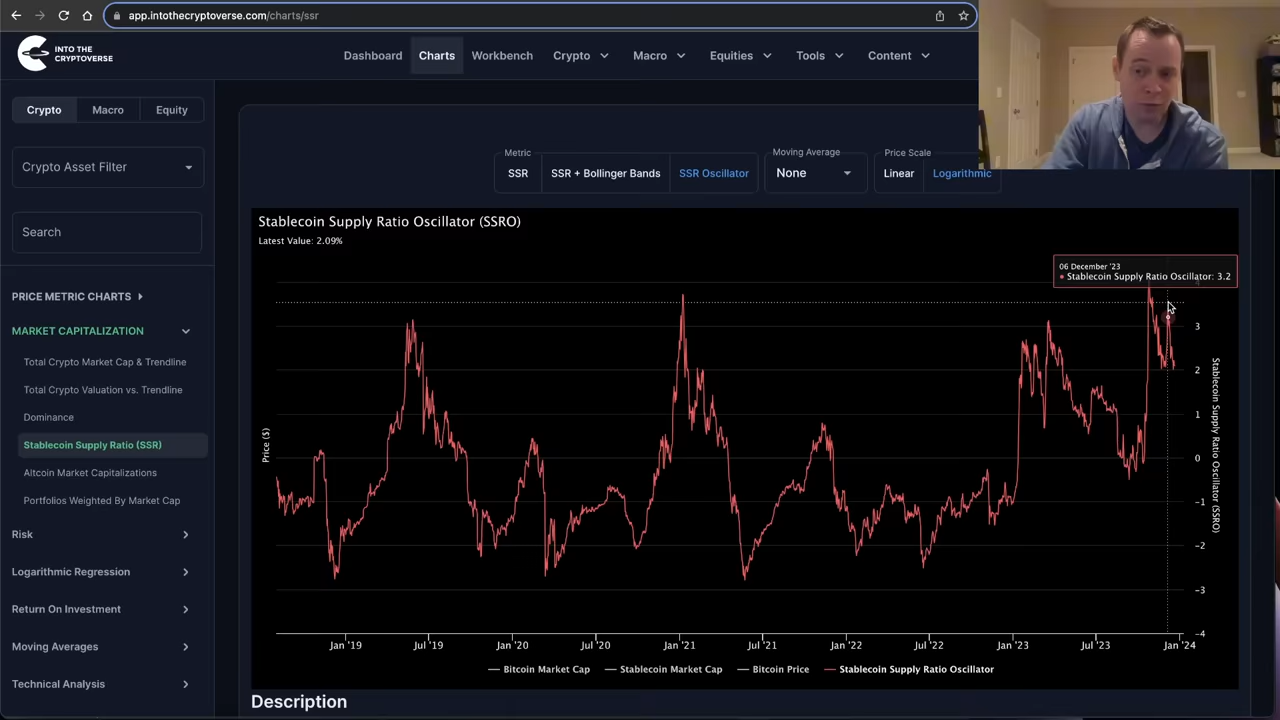 app.intothecryptoverse.com/charts/ssr
INTO THE
CRYPTOVERSE
Dashboard
Charts
Workbench
Crypto
Macro
Equities
Tools
Content
Crypto
Macro
Equity
Crypto Asset Filter
Search
PRICE METRIC CHARTS
MARKET CAPITALIZATION
Total Crypto Market Cap & Trendline
Total Crypto Valuation vs. Trendline
Dominance
Stablecoin Supply Ratio (SSR)
Altcoin Market Capitalizations
Portfolios Weighted By Market Cap
Risk
Logarithmic Regression
Return On Investment
Moving Averages
Technical Analysis
Metric
SSR
SSR + Bollinger Bands
SSR Oscillator
Moving Average
None
Price Scale
Linear
Logarithmic
Stablecoin Supply Ratio Oscillator (SSRO)
Latest Value: 2.09%
06 December '23
Stablecoin Supply Ratio Oscillator: 3.2
4
3
2
1
0
−1
−2
−3
−4
Price ($)
Stablecoin Supply Ratio Oscillator (SSRO)
Jan '19
Jul '19
Jan '20
Jul '20
Jan '21
Jul '21
Jan '22
Jul '22
Jan '23
Jul '23
Jan '24
Bitcoin Market Cap
Stablecoin Market Cap
Bitcoin Price
Stablecoin Supply Ratio Oscillator
Description